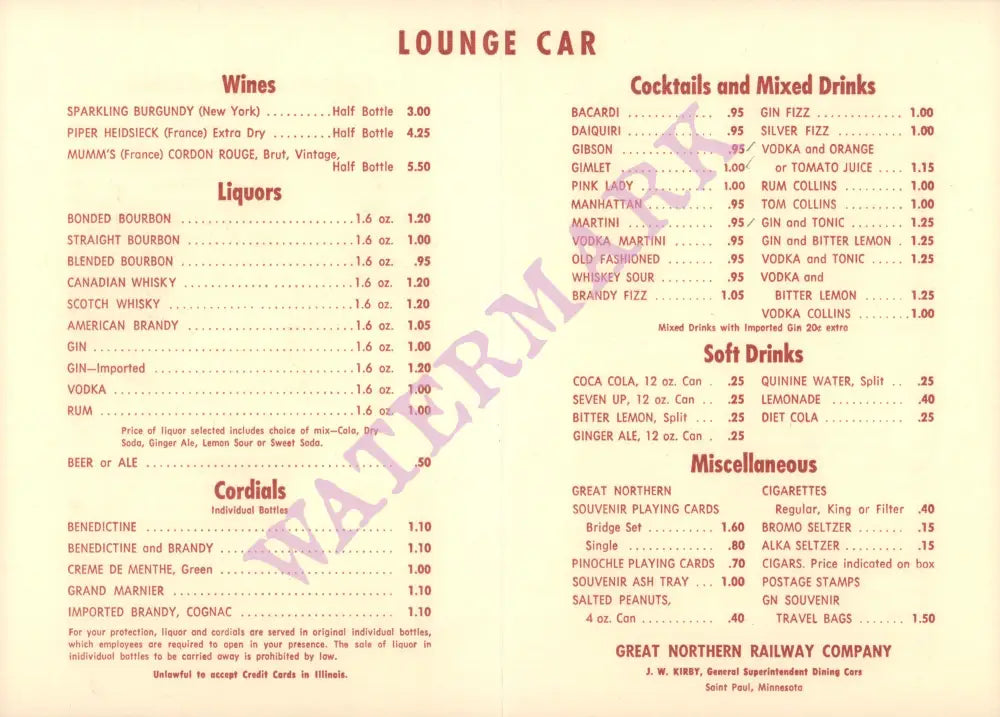 LOUNGE CAR
Wines
SPARKLING BURGUNDY (New York) .......... Half Bottle 3.00
PIPER HEIDSIECK (France) Extra Dry ......... Half Bottle 4.25
MUMM'S (France) CORDON ROUGE, Brut, Vintage,
Half Bottle 5.50
Liquors
BONDED BOURBON .......................... 1.6 oz. 1.20
STRAIGHT BOURBON ........................ 1.6 oz. 1.00
BLENDED BOURBON ......................... 1.6 oz. .95
CANADIAN WHISKY ......................... 1.6 oz. 1.20
SCOTCH WHISKY ........................... 1.6 oz. 1.20
AMERICAN BRANDY ......................... 1.6 oz. 1.05
GIN ..................................... 1.6 oz. 1.00
GIN—Imported ............................ 1.6 oz. 1.20
VODKA ................................... 1.6 oz. 1.00
RUM ..................................... 1.6 oz. 1.00
Price of liquor selected includes choice of mix—Cola, Dry
Soda, Ginger Ale, Lemon Sour or Sweet Soda.
BEER or ALE ..................................... .50
Cordials
Individual Bottles
BENEDICTINE ..................................... 1.10
BENEDICTINE and BRANDY .......................... 1.10
CREME DE MENTHE, Green .......................... 1.00
GRAND MARNIER ................................... 1.10
IMPORTED BRANDY, COGNAC ......................... 1.10
For your protection, liquor and cordials are served in original individual bottles,
which employees are required to open in your presence. The sale of liquor in
inidividual bottles to be carried away is prohibited by law.
Unlawful to accept Credit Cards in Illinois.
Cocktails and Mixed Drinks
BACARDI ............. .95
DAIQUIRI ............ .95
GIBSON .............. .95 ✓
GIMLET .............. 1.00 ✓
PINK LADY ........... 1.00
MANHATTAN ........... .95
MARTINI ............. .95 ✓
VODKA MARTINI ...... .95
OLD FASHIONED ....... .95
WHISKEY SOUR ........ .95
BRANDY FIZZ ......... 1.05
GIN FIZZ ............. 1.00
SILVER FIZZ .......... 1.00
VODKA and ORANGE
or TOMATO JUICE .... 1.15
RUM COLLINS ......... 1.00
TOM COLLINS ......... 1.00
GIN and TONIC ........ 1.25
GIN and BITTER LEMON . 1.25
VODKA and TONIC ..... 1.25
VODKA and
BITTER LEMON ...... 1.25
VODKA COLLINS ........ 1.00
Mixed Drinks with Imported Gin 20¢ extra
Soft Drinks
COCA COLA, 12 oz. Can . .25
SEVEN UP, 12 oz. Can .. .25
BITTER LEMON, Split ... .25
GINGER ALE, 12 oz. Can . .25
QUININE WATER, Split .. .25
LEMONADE ........... .40
DIET COLA ............ .25
Miscellaneous
GREAT NORTHERN
SOUVENIR PLAYING CARDS
Bridge Set .......... 1.60
Single ............. .80
PINOCHLE PLAYING CARDS .70
SOUVENIR ASH TRAY ... 1.00
SALTED PEANUTS,
4 oz. Can ........... .40
CIGARETTES
Regular, King or Filter .40
BROMO SELTZER ....... .15
ALKA SELTZER ......... .15
CIGARS. Price indicated on box
POSTAGE STAMPS
GN SOUVENIR
TRAVEL BAGS ....... 1.50
GREAT NORTHERN RAILWAY COMPANY
J. W. KIRBY, General Superintendent Dining Cars
Saint Paul, Minnesota
WATERMARK